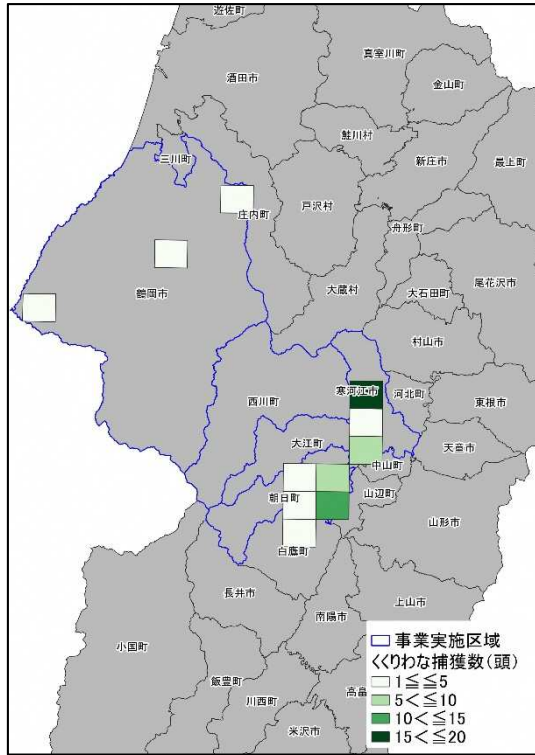 遊佐町
真室川町
金山町
酒田市
鮭川村
新庄市
最上町
三川町
庄内町
戸沢村
舟形町
鶴岡市
大蔵村
大石田町
尾花沢市
村山市
西川町
寒河江市
河北町
東根市
大江町
天童市
中山町
朝日町
山辺町
山形市
白鷹町
長井市
南陽市
上山市
小国町
飯豊町
川西町
高畠
米沢市
事業実施区域
くくりわな捕獲数(頭)
1≦≦5
5<≦10
10<≦15
15<≦20